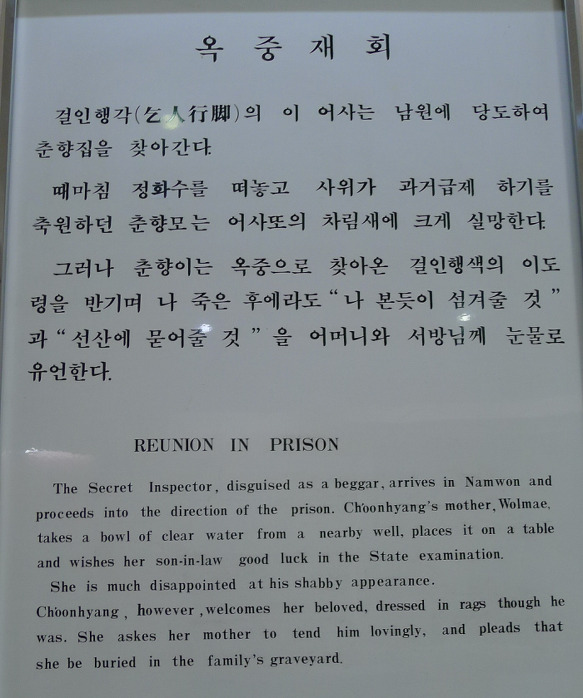 옥 중 재 회
걸인행각(乞人行脚)의 이 어사는 남원에 당도하여
춘향집을 찾아간다.
때마침 정화수를 떠놓고 사위가 과거급제 하기를
축원하던 춘향모는 어사또의 차림새에 크게 실망한다.
그러나 춘향이는 옥중으로 찾아온 걸인행색의 이도
령을 반기며 나 죽은 후에라도 “나 본듯이 섬겨줄 것”
과 “선산에 묻어줄 것” 을 어머니와 서방님께 눈물로
유언한다.
REUNION IN PRISON
The Secret Inspector, disguised as a beggar, arrives in Namwon and
proceeds into the direction of the prison. Choonhyang's mother, Wolmae,
takes a bowl of clear water from a nearby well, places it on a table
and wishes her son-in-law good luck in the State examination.
She is much disappointed at his shabby appearance.
Choonhyang, however, welcomes her beloved, dressed in rags though he
was. She askes her mother to tend him lovingly, and pleads that
she be buried in the family's graveyard.